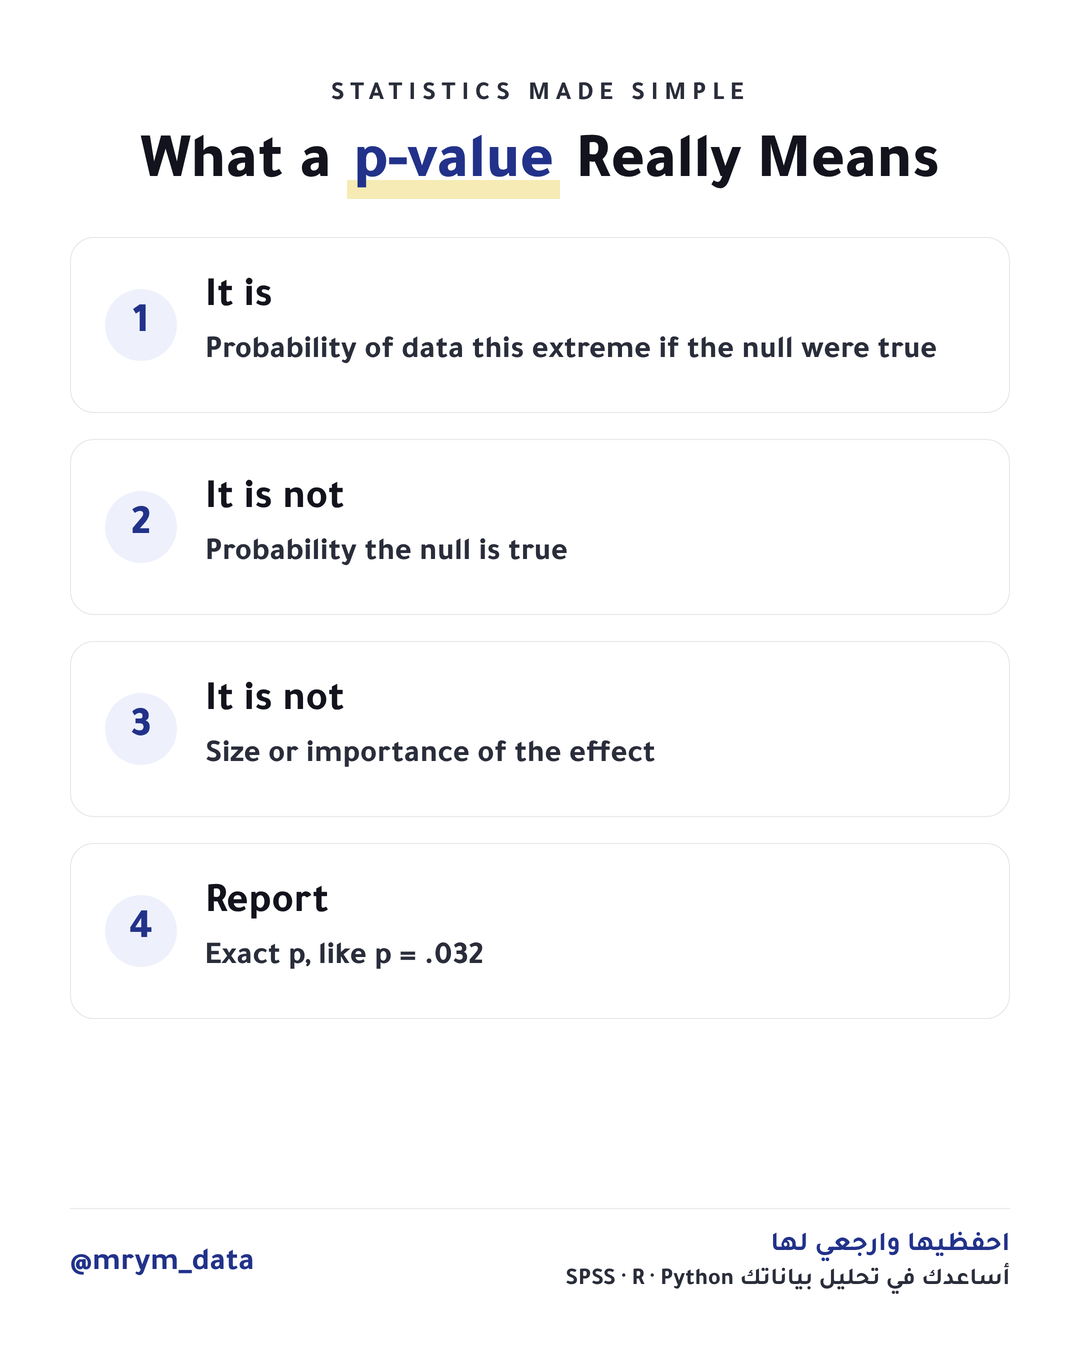 STATISTICS MADE SIMPLE
What a p-value Really Means
1
It is
Probability of data this extreme if the null were true
2
It is not
Probability the null is true
3
It is not
Size or importance of the effect
4
Report
Exact p, like p = .032
@mrym_data
احفظيها وارجعي لها
أساعدك في تحليل بياناتك SPSS · R · Python